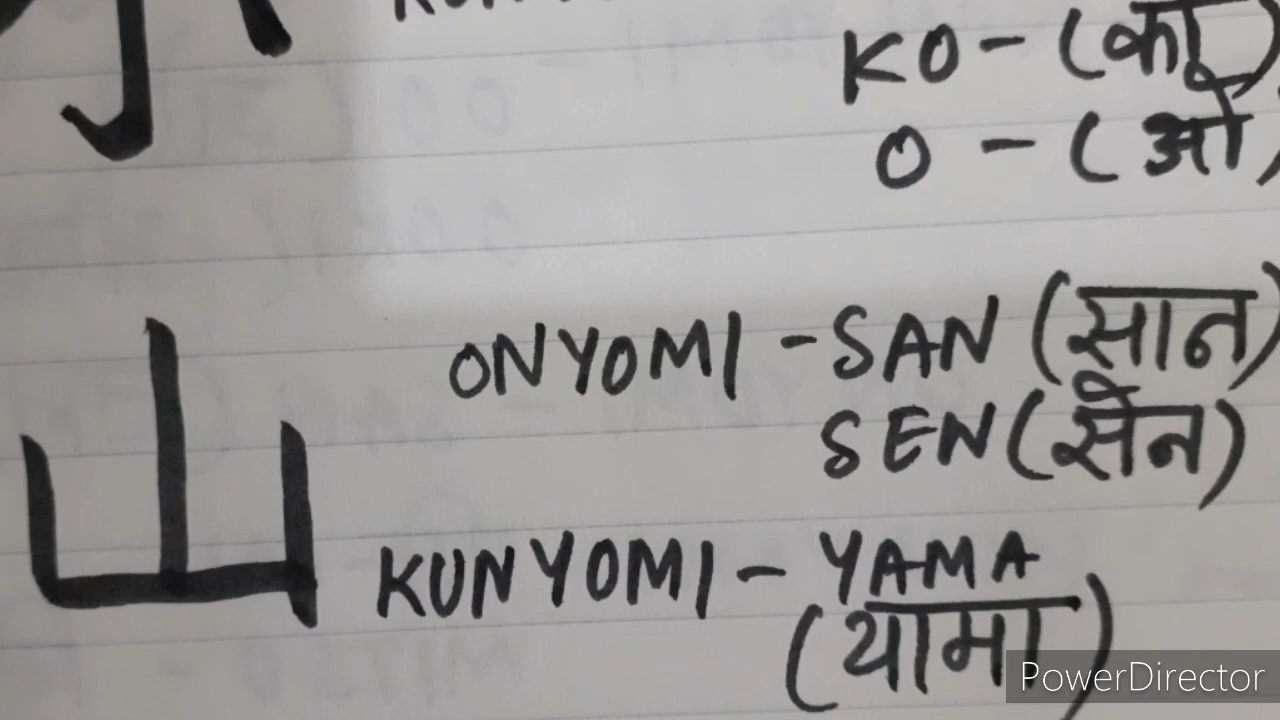 KO - (को)
O - (ओ)
山 ONYOMI - SAN (सान)
SEN (सेन)
KUNYOMI - YAMA
(यामा)
PowerDirector